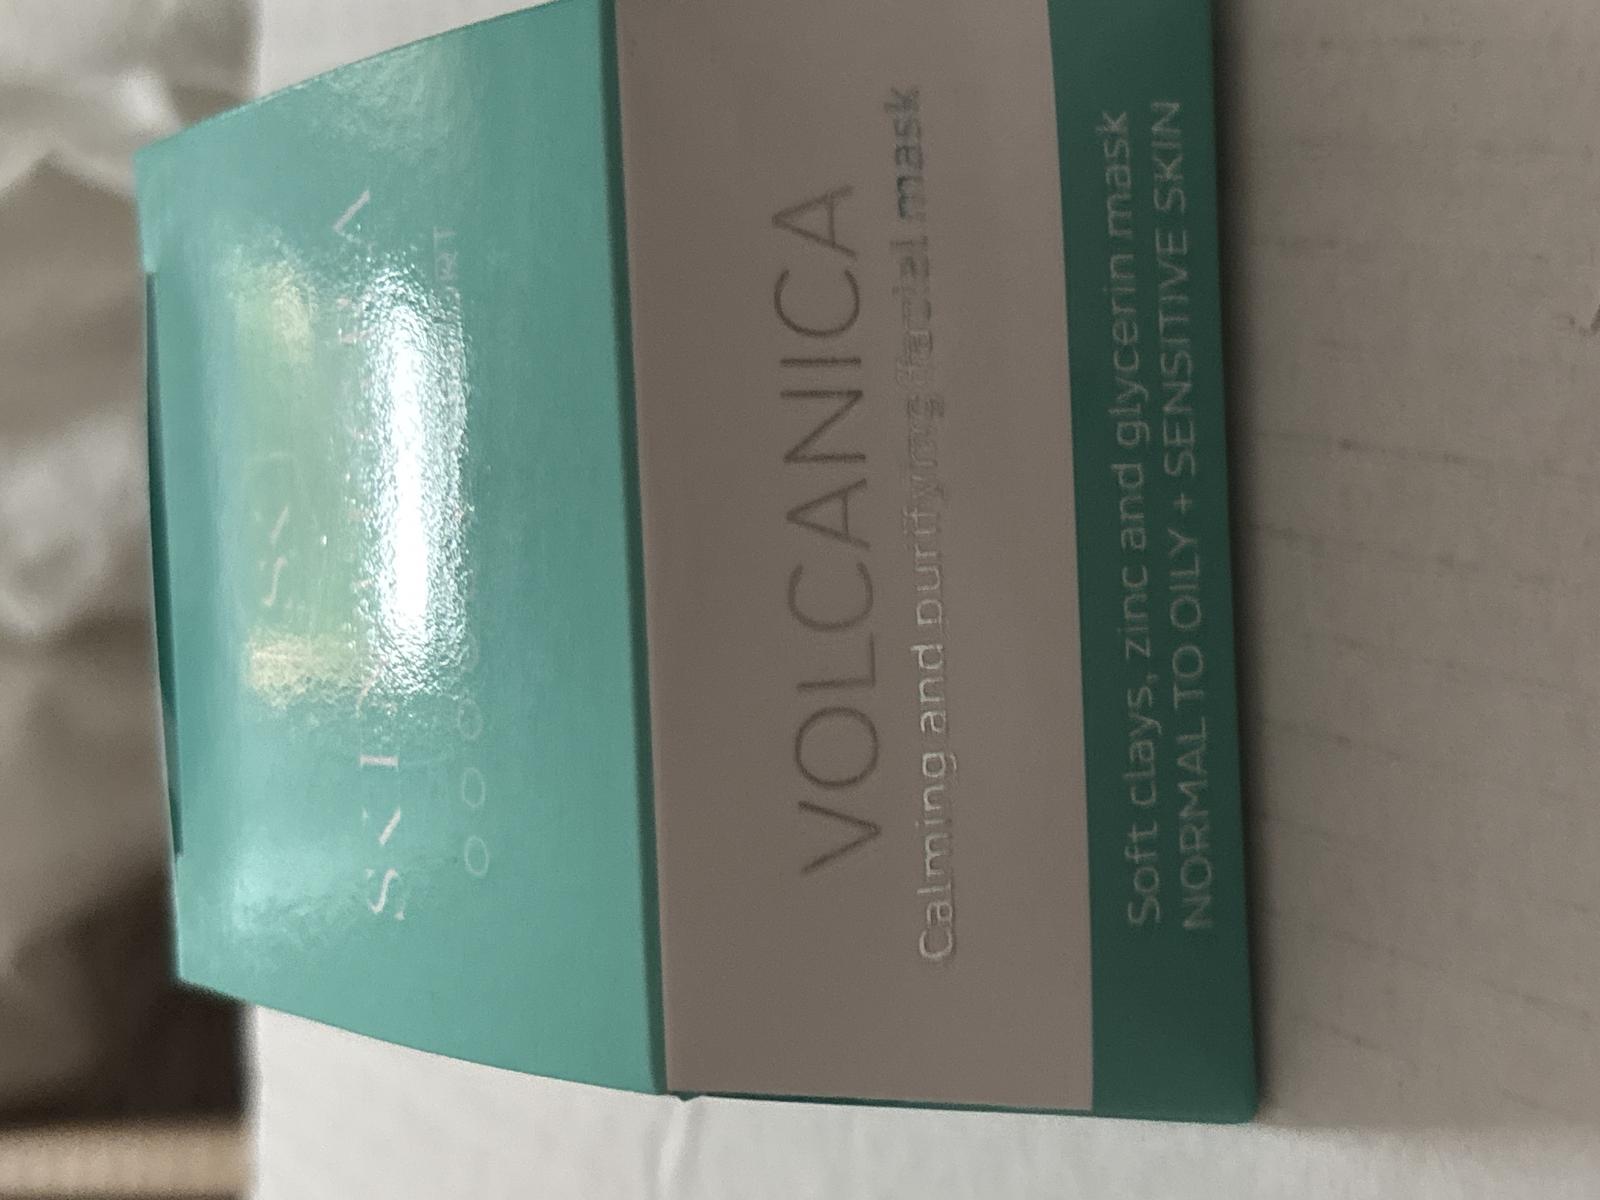 VOLCANICA
Calming and purifying facial mask
Soft clays, zinc and glycerin mask
NORMAL TO OILY + SENSITIVE SKIN